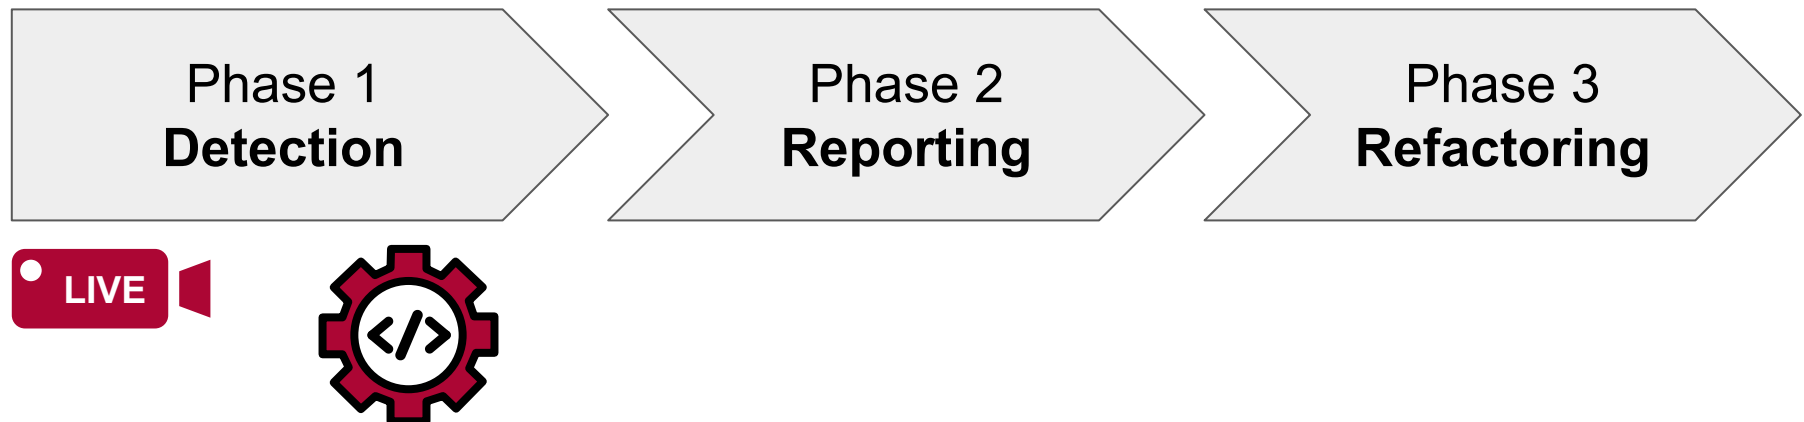 Phase 1
Detection
Phase 2
Reporting
Phase 3
Refactoring
LIVE
</>